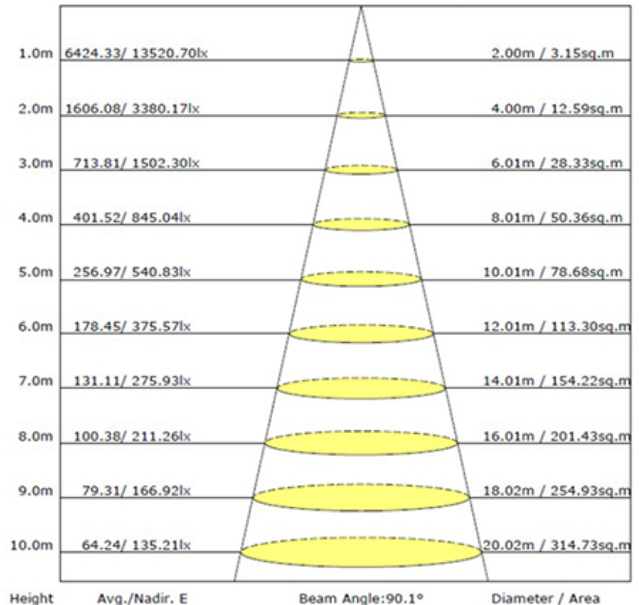 1.0m 6424.33/ 13520.70lx 2.00m / 3.15sq.m
2.0m 1606.08/ 3380.17lx 4.00m / 12.59sq.m
3.0m 713.81/ 1502.30lx 6.01m / 28.33sq.m
4.0m 401.52/ 845.04lx 8.01m / 50.36sq.m
5.0m 256.97/ 540.83lx 10.01m / 78.68sq.m
6.0m 178.45/ 375.57lx 12.01m / 113.30sq.m
7.0m 131.11/ 275.93lx 14.01m / 154.22sq.m
8.0m 100.38/ 211.26lx 16.01m / 201.43sq.m
9.0m 79.31/ 166.92lx 18.02m / 254.93sq.m
10.0m 64.24/ 135.21lx 20.02m / 314.73sq.m
Height Avg./Nadir. E Beam Angle:90.1° Diameter / Area